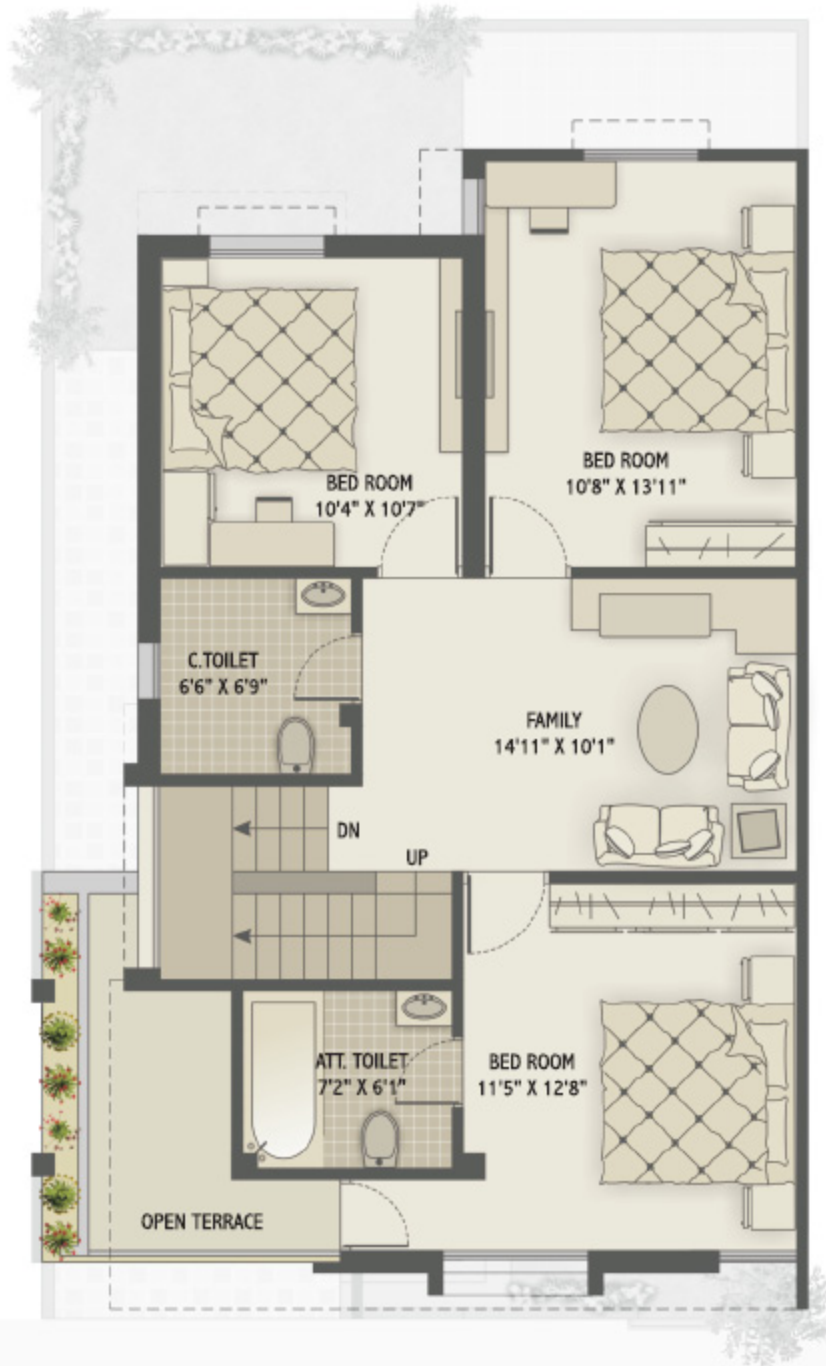 BED ROOM
10'4" X 10'7"
BED ROOM
10'8" X 13'11"
C.TOILET
6'6" X 6'9"
FAMILY
14'11" X 10'1"
DN
UP
ATT. TOILET
7'2" X 6'1"
BED ROOM
11'5" X 12'8"
OPEN TERRACE